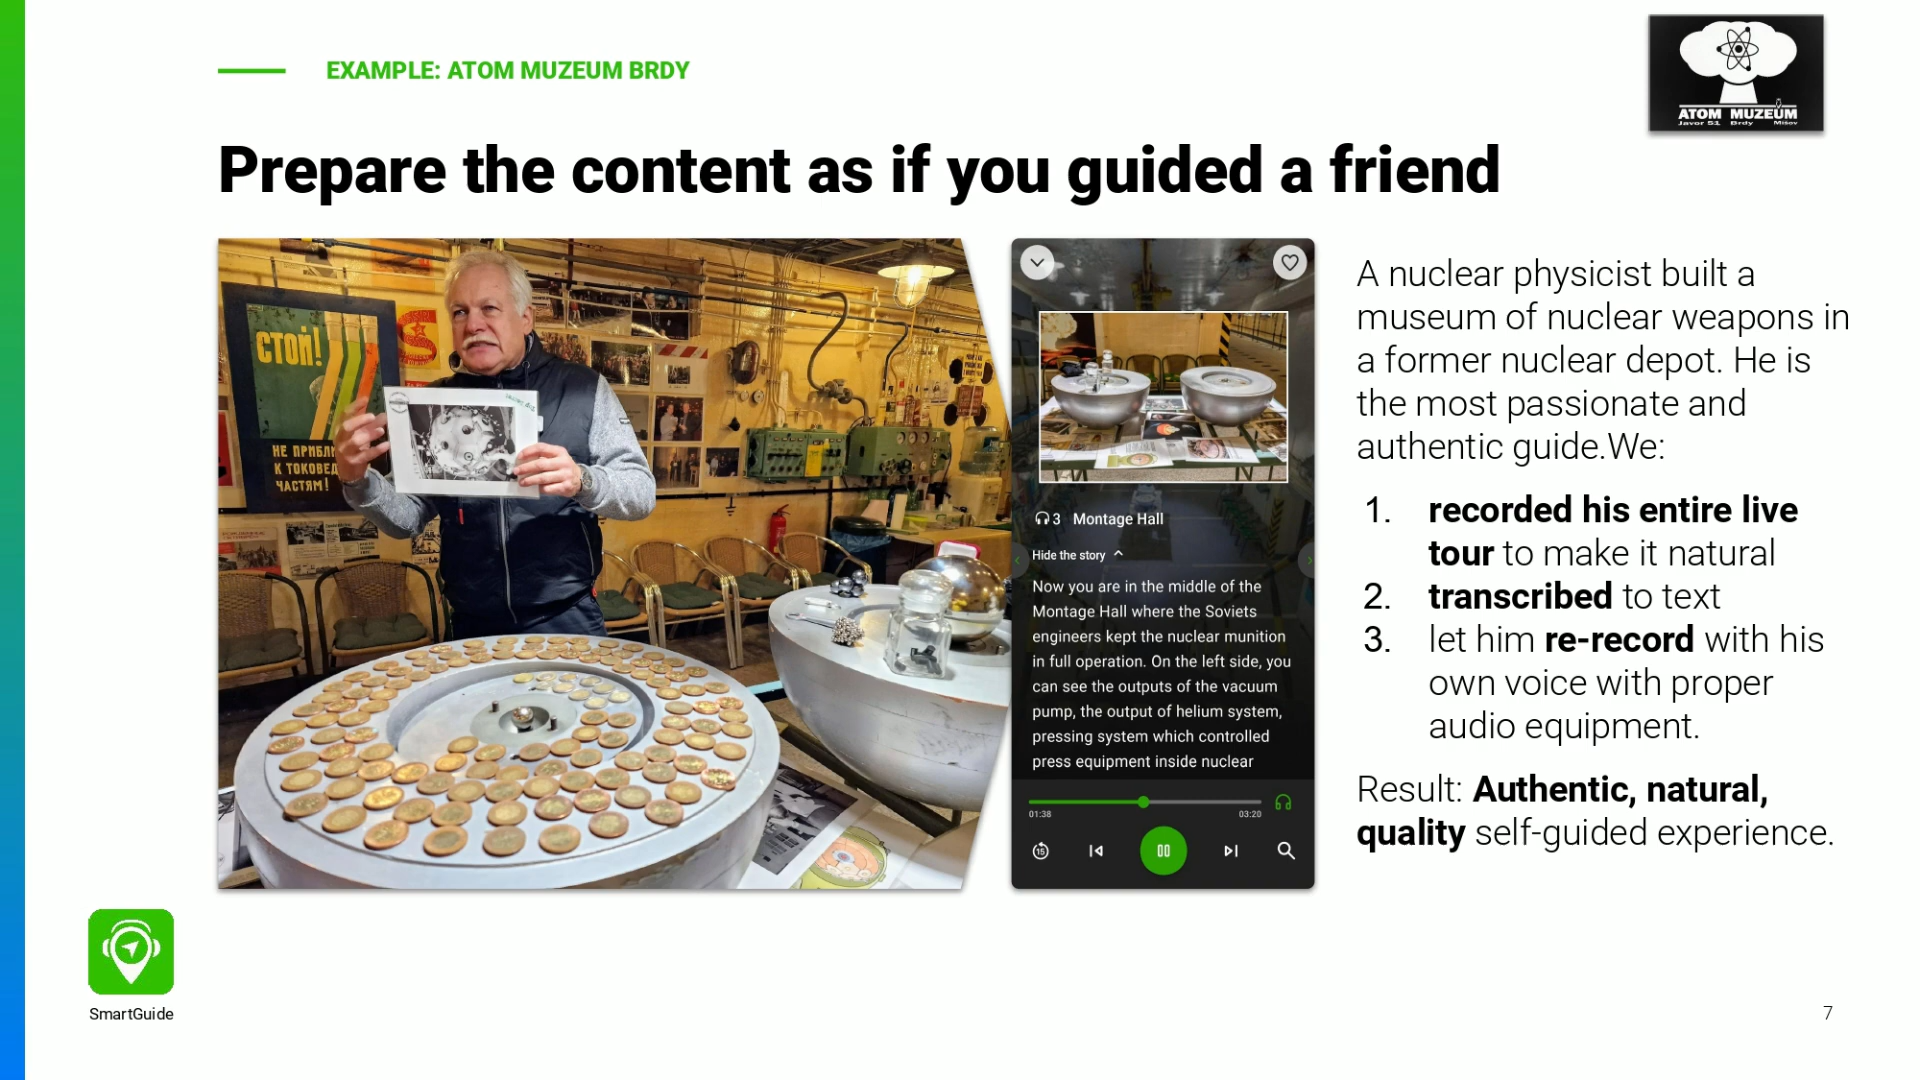 EXAMPLE: ATOM MUZEUM BRDY
ATOM MUZEUM
Javor 51 Brdy Míšov
Prepare the content as if you guided a friend
СТОЙ!
НЕ ПРИБЛИ
К ТОКОВЕД
ЧАСТЯМ!
3 Montage Hall
Hide the story
Now you are in the middle of the
Montage Hall where the Soviets
engineers kept the nuclear munition
in full operation. On the left side, you
can see the outputs of the vacuum
pump, the output of helium system,
pressing system which controlled
press equipment inside nuclear
01:38
03:20
15
A nuclear physicist built a
museum of nuclear weapons in
a former nuclear depot. He is
the most passionate and
authentic guide.We:
1. recorded his entire live
tour to make it natural
2. transcribed to text
3. let him re-record with his
own voice with proper
audio equipment.
Result: Authentic, natural,
quality self-guided experience.
SmartGuide
7